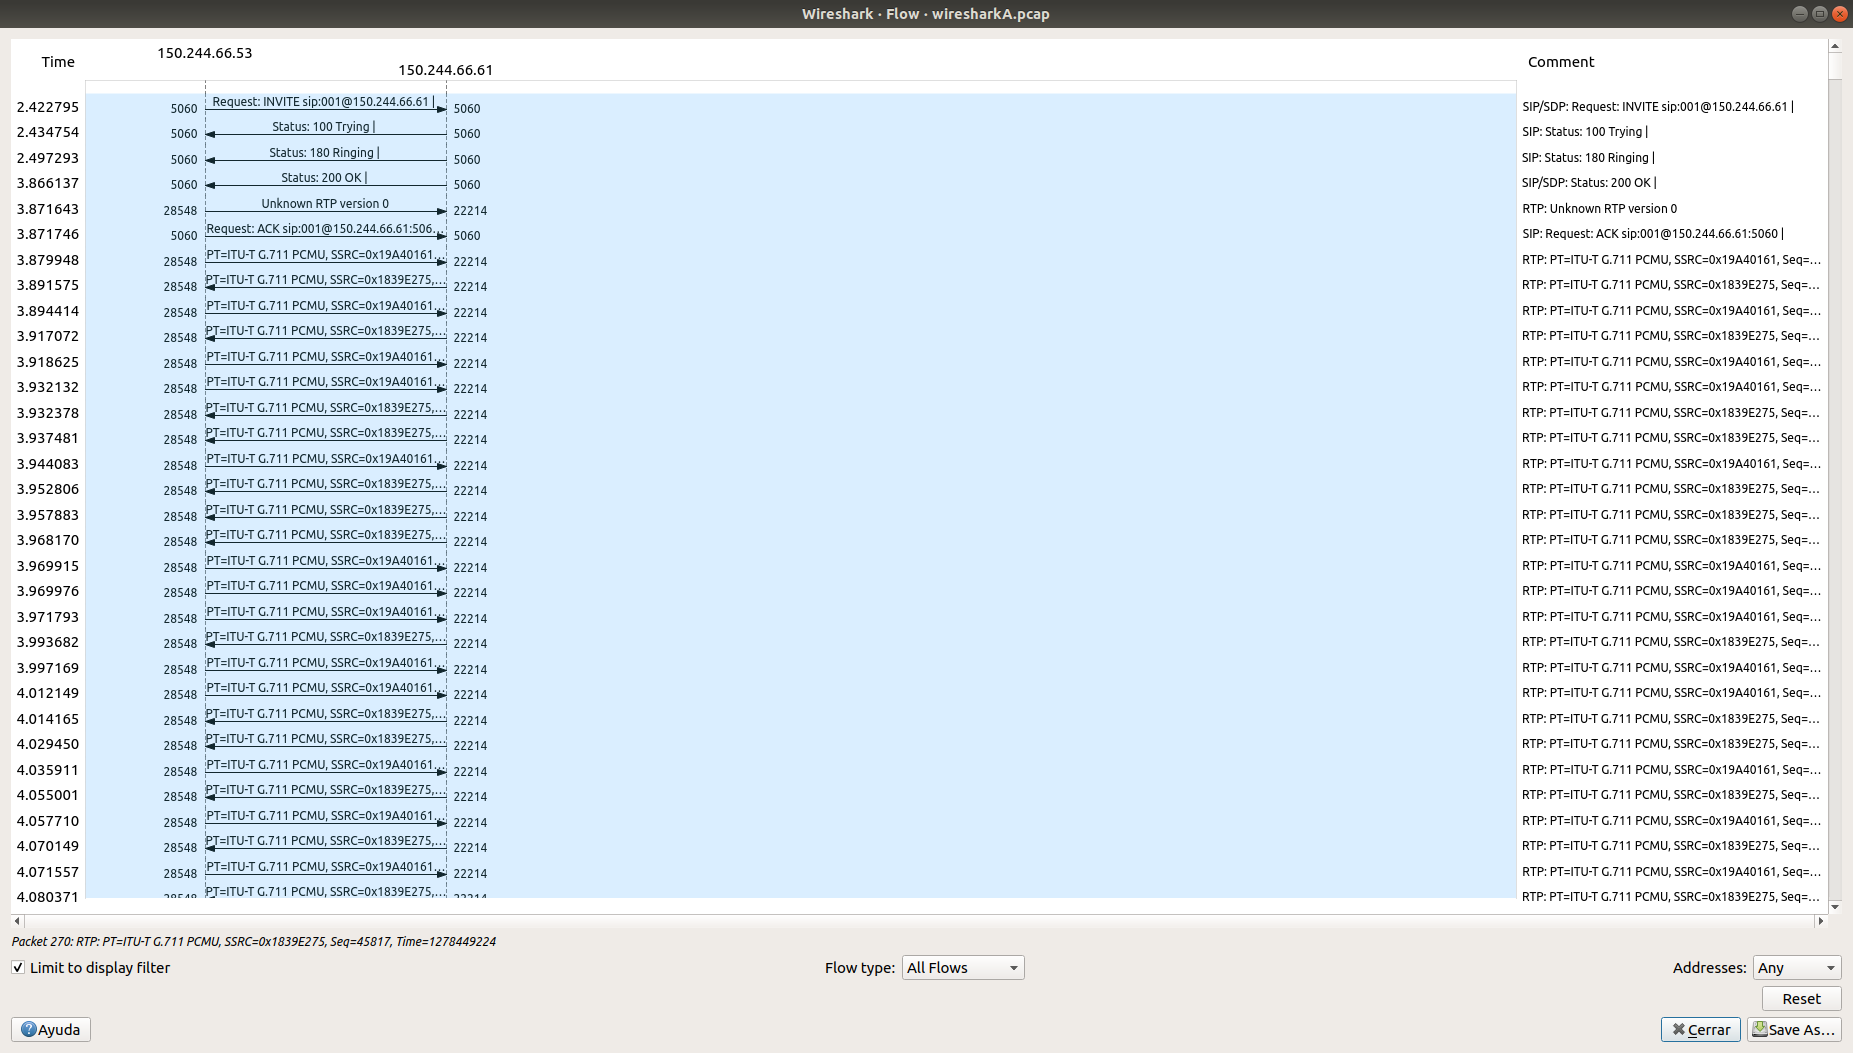 Wireshark · Flow · wiresharkA.pcap
Time 150.244.66.53 150.244.66.61 Comment
2.422795 5060 Request: INVITE sip:001@150.244.66.61 | 5060 SIP/SDP: Request: INVITE sip:001@150.244.66.61 |
2.434754 5060 Status: 100 Trying | 5060 SIP: Status: 100 Trying |
2.497293 5060 Status: 180 Ringing | 5060 SIP: Status: 180 Ringing |
3.866137 5060 Status: 200 OK | 5060 SIP/SDP: Status: 200 OK |
3.871643 28548 Unknown RTP version 0 22214 RTP: Unknown RTP version 0
3.871746 5060 Request: ACK sip:001@150.244.66.61:506... 5060 SIP: Request: ACK sip:001@150.244.66.61:5060 |
3.879948 28548 PT=ITU-T G.711 PCMU, SSRC=0x19A40161... 22214 RTP: PT=ITU-T G.711 PCMU, SSRC=0x19A40161, Seq=...
3.891575 28548 PT=ITU-T G.711 PCMU, SSRC=0x1839E275,... 22214 RTP: PT=ITU-T G.711 PCMU, SSRC=0x1839E275, Seq=...
3.894414 28548 PT=ITU-T G.711 PCMU, SSRC=0x19A40161... 22214 RTP: PT=ITU-T G.711 PCMU, SSRC=0x19A40161, Seq=...
3.917072 28548 PT=ITU-T G.711 PCMU, SSRC=0x1839E275,... 22214 RTP: PT=ITU-T G.711 PCMU, SSRC=0x1839E275, Seq=...
3.918625 28548 PT=ITU-T G.711 PCMU, SSRC=0x19A40161... 22214 RTP: PT=ITU-T G.711 PCMU, SSRC=0x19A40161, Seq=...
3.932132 28548 PT=ITU-T G.711 PCMU, SSRC=0x19A40161... 22214 RTP: PT=ITU-T G.711 PCMU, SSRC=0x19A40161, Seq=...
3.932378 28548 PT=ITU-T G.711 PCMU, SSRC=0x1839E275,... 22214 RTP: PT=ITU-T G.711 PCMU, SSRC=0x1839E275, Seq=...
3.937481 28548 PT=ITU-T G.711 PCMU, SSRC=0x1839E275,... 22214 RTP: PT=ITU-T G.711 PCMU, SSRC=0x1839E275, Seq=...
3.944083 28548 PT=ITU-T G.711 PCMU, SSRC=0x19A40161... 22214 RTP: PT=ITU-T G.711 PCMU, SSRC=0x19A40161, Seq=...
3.952806 28548 PT=ITU-T G.711 PCMU, SSRC=0x1839E275,... 22214 RTP: PT=ITU-T G.711 PCMU, SSRC=0x1839E275, Seq=...
3.957883 28548 PT=ITU-T G.711 PCMU, SSRC=0x1839E275,... 22214 RTP: PT=ITU-T G.711 PCMU, SSRC=0x1839E275, Seq=...
3.968170 28548 PT=ITU-T G.711 PCMU, SSRC=0x1839E275,... 22214 RTP: PT=ITU-T G.711 PCMU, SSRC=0x1839E275, Seq=...
3.969915 28548 PT=ITU-T G.711 PCMU, SSRC=0x19A40161... 22214 RTP: PT=ITU-T G.711 PCMU, SSRC=0x19A40161, Seq=...
3.969976 28548 PT=ITU-T G.711 PCMU, SSRC=0x19A40161... 22214 RTP: PT=ITU-T G.711 PCMU, SSRC=0x19A40161, Seq=...
3.971793 28548 PT=ITU-T G.711 PCMU, SSRC=0x19A40161... 22214 RTP: PT=ITU-T G.711 PCMU, SSRC=0x19A40161, Seq=...
3.993682 28548 PT=ITU-T G.711 PCMU, SSRC=0x1839E275,... 22214 RTP: PT=ITU-T G.711 PCMU, SSRC=0x1839E275, Seq=...
3.997169 28548 PT=ITU-T G.711 PCMU, SSRC=0x19A40161... 22214 RTP: PT=ITU-T G.711 PCMU, SSRC=0x19A40161, Seq=...
4.012149 28548 PT=ITU-T G.711 PCMU, SSRC=0x19A40161... 22214 RTP: PT=ITU-T G.711 PCMU, SSRC=0x19A40161, Seq=...
4.014165 28548 PT=ITU-T G.711 PCMU, SSRC=0x1839E275,... 22214 RTP: PT=ITU-T G.711 PCMU, SSRC=0x1839E275, Seq=...
4.029450 28548 PT=ITU-T G.711 PCMU, SSRC=0x1839E275,... 22214 RTP: PT=ITU-T G.711 PCMU, SSRC=0x1839E275, Seq=...
4.035911 28548 PT=ITU-T G.711 PCMU, SSRC=0x19A40161... 22214 RTP: PT=ITU-T G.711 PCMU, SSRC=0x19A40161, Seq=...
4.055001 28548 PT=ITU-T G.711 PCMU, SSRC=0x1839E275,... 22214 RTP: PT=ITU-T G.711 PCMU, SSRC=0x1839E275, Seq=...
4.057710 28548 PT=ITU-T G.711 PCMU, SSRC=0x19A40161... 22214 RTP: PT=ITU-T G.711 PCMU, SSRC=0x19A40161, Seq=...
4.070149 28548 PT=ITU-T G.711 PCMU, SSRC=0x1839E275,... 22214 RTP: PT=ITU-T G.711 PCMU, SSRC=0x1839E275, Seq=...
4.071557 28548 PT=ITU-T G.711 PCMU, SSRC=0x19A40161... 22214 RTP: PT=ITU-T G.711 PCMU, SSRC=0x19A40161, Seq=...
4.080371 28548 PT=ITU-T G.711 PCMU, SSRC=0x1839E275,... 22214 RTP: PT=ITU-T G.711 PCMU, SSRC=0x1839E275, Seq=...
Packet 270: RTP: PT=ITU-T G.711 PCMU, SSRC=0x1839E275, Seq=45817, Time=1278449224
Limit to display filter Flow type: All Flows Addresses: Any
Reset
Ayuda Cerrar Save As...